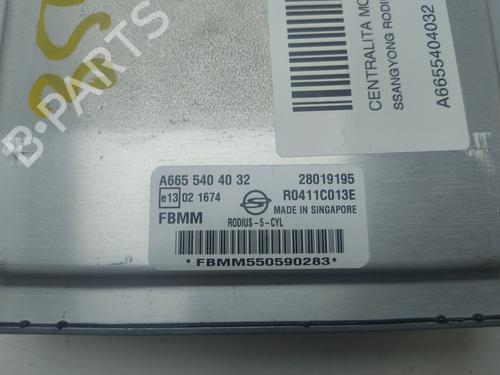 B-PARTS
CENTRALITA MO
SSANGYONG RODI
A6655404032
A665 540 40 32
28019195
e13 02 1674
R0411C013E
FBMM
MADE IN SINGAPORE
RODIUS-5-CYL
*FBMM550590283*